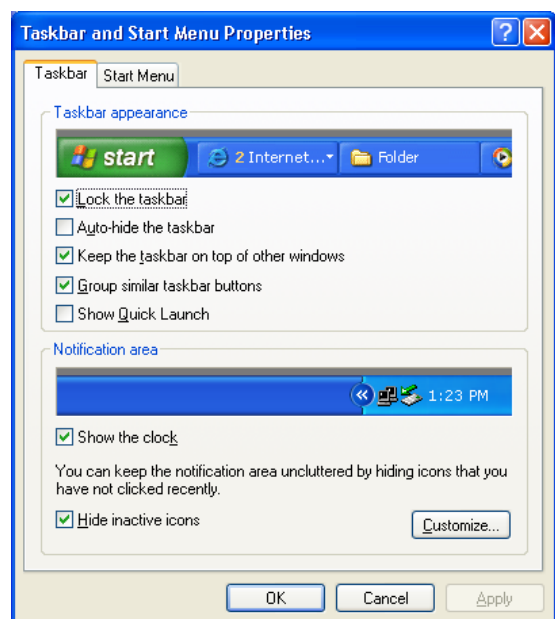 Taskbar and Start Menu Properties
Taskbar Start Menu
Taskbar appearance
start 2 Internet... Folder
Lock the taskbar
Auto-hide the taskbar
Keep the taskbar on top of other windows
Group similar taskbar buttons
Show Quick Launch
Notification area
1:23 PM
Show the clock
You can keep the notification area uncluttered by hiding icons that you
have not clicked recently.
Hide inactive icons
Customize...
OK Cancel Apply